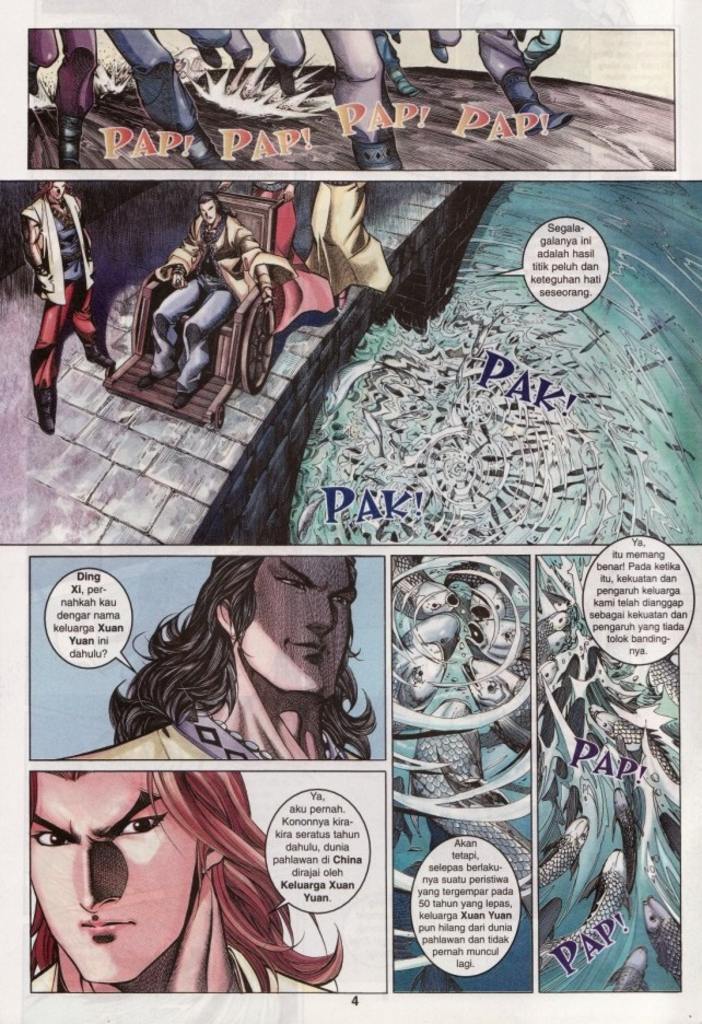 PAP!
PAP!
PAP!
PAP!
Segala-
galanya ini
adalah hasil
titik peluh dan
keteguhan hati
seseorang.
PAK!
PAK!
Ding
Xi, per-
nahkah kau
dengar nama
keluarga Xuan
Yuan ini
dahulu?
Ya,
aku pernah.
Kononnya kira-
kira seratus tahun
dahulu, dunia
pahlawan di China
dirajai oleh
Keluarga Xuan
Yuan.
Akan
tetapi,
selepas berlaku-
nya suatu peristiwa
yang tergempar pada
50 tahun yang lepas,
keluarga Xuan Yuan
pun hilang dari dunia
pahlawan dan tidak
pernah muncul
lagi.
Ya,
itu memang
benar! Pada ketika
itu, kekuatan dan
pengaruh keluarga
kami telah dianggap
sebagai kekuatan dan
pengaruh yang tiada
tolok banding-
nya.
PAP!
PAP!
4